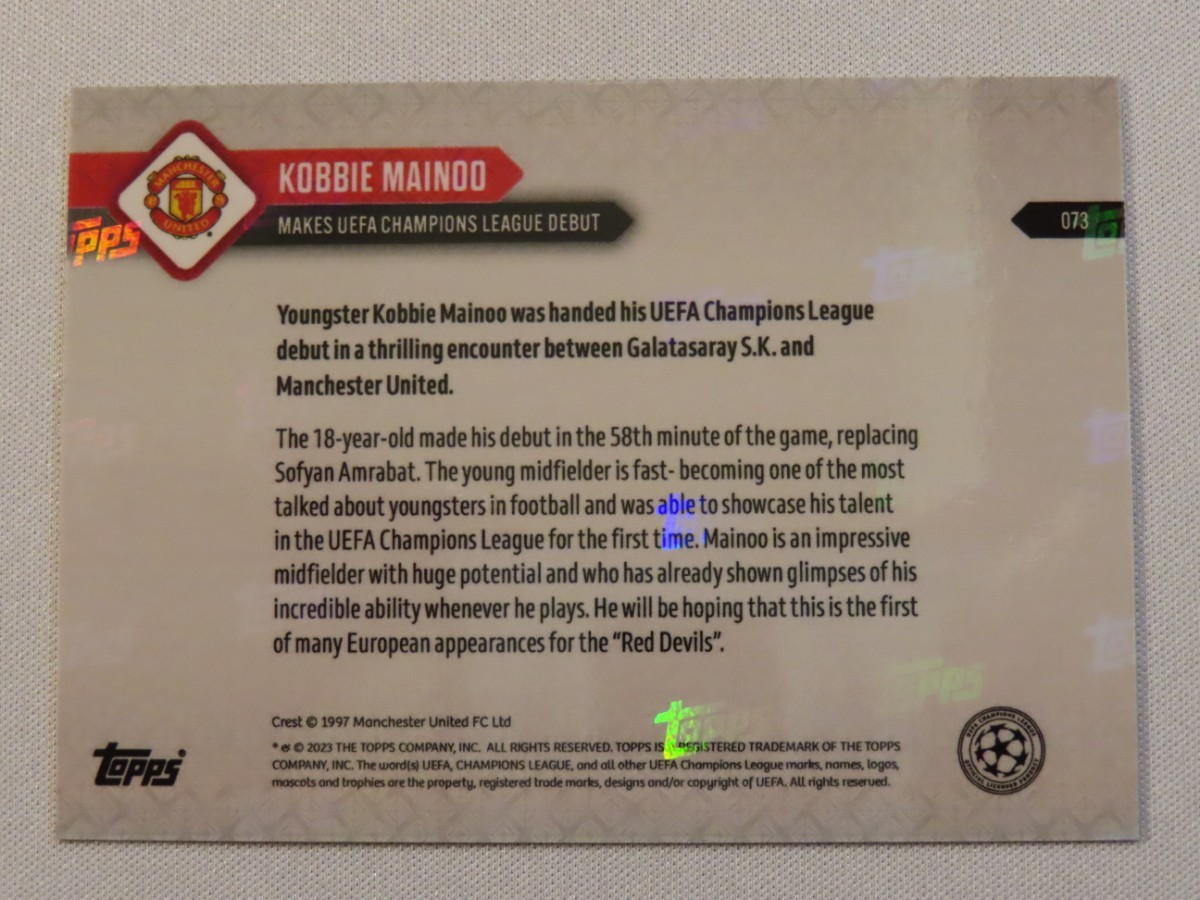 MANCHESTER
UNITED
KOBBIE MAINOO
MAKES UEFA CHAMPIONS LEAGUE DEBUT
073
Youngster Kobbie Mainoo was handed his UEFA Champions League
debut in a thrilling encounter between Galatasaray S.K. and
Manchester United.
The 18-year-old made his debut in the 58th minute of the game, replacing
Sofyan Amrabat. The young midfielder is fast- becoming one of the most
talked about youngsters in football and was able to showcase his talent
in the UEFA Champions League for the first time. Mainoo is an impressive
midfielder with huge potential and who has already shown glimpses of his
incredible ability whenever he plays. He will be hoping that this is the first
of many European appearances for the “Red Devils”.
Crest © 1997 Manchester United FC Ltd
© 2023 THE TOPPS COMPANY, INC. ALL RIGHTS RESERVED. TOPPS IS A REGISTERED TRADEMARK OF THE TOPPS
COMPANY, INC. The word(s) UEFA, CHAMPIONS LEAGUE, and all other UEFA Champions League marks, names, logos,
mascots and trophies are the property, registered trade marks, designs and/or copyright of UEFA. All rights reserved.
Topps
CHAMPIONS LEAGUE
OFFICIAL LICENSED PRODUCT